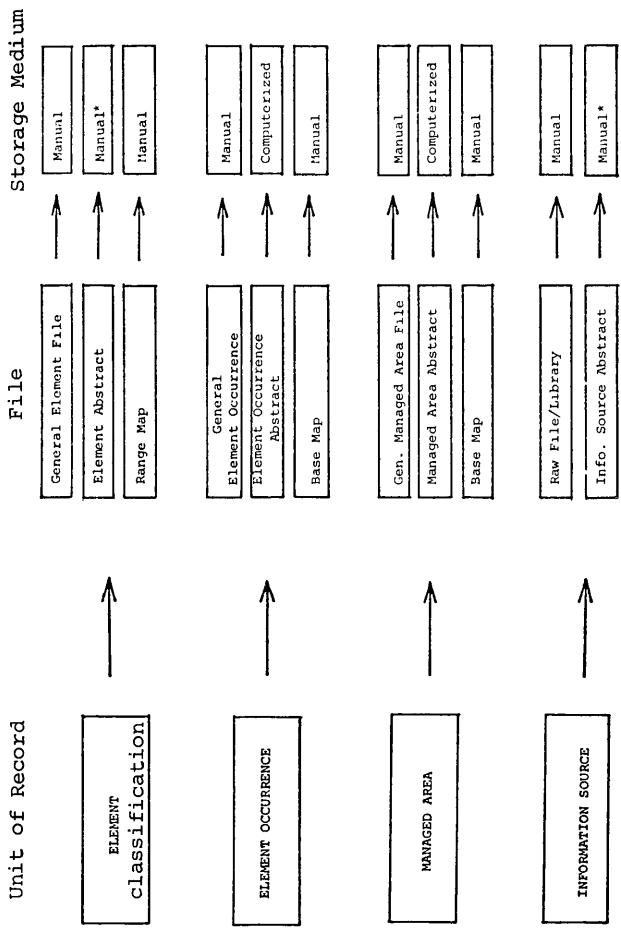 Unit of Record
File
Storage Medium
ELEMENT
classification
General Element File
Manual
Element Abstract
Manual*
Range Map
Manual
ELEMENT OCCURRENCE
General
Element Occurrence
Manual
Element Occurrence
Abstract
Computerized
Base Map
Manual
MANAGED AREA
Gen. Managed Area File
Manual
Managed Area Abstract
Computerized
Base Map
Manual
INFORMATION SOURCE
Raw File/Library
Manual
Info. Source Abstract
Manual*